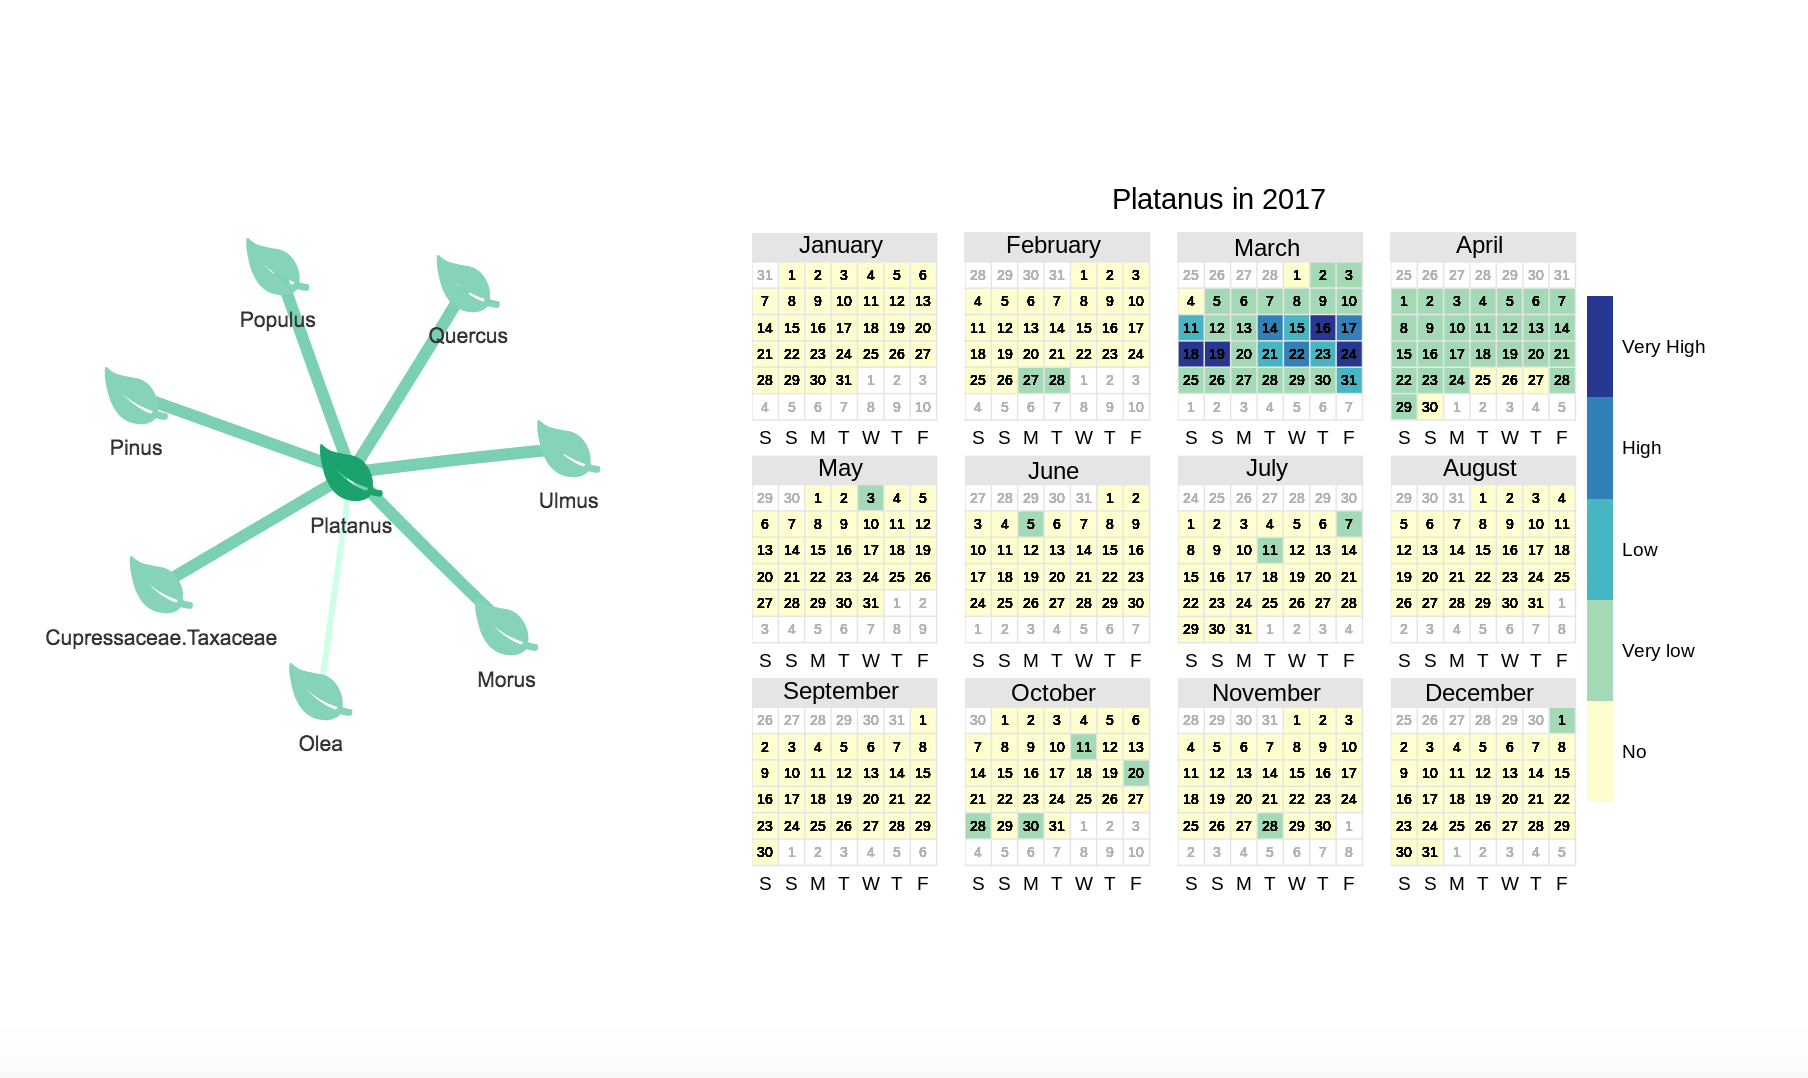 Populus
Quercus
Pinus
Ulmus
Platanus
Cupressaceae.Taxaceae
Morus
Olea
Platanus in 2017
January
31 1 2 3 4 5 6
7 8 9 10 11 12 13
14 15 16 17 18 19 20
21 22 23 24 25 26 27
28 29 30 31 1 2 3
4 5 6 7 8 9 10
S S M T W T F
February
28 29 30 31 1 2 3
4 5 6 7 8 9 10
11 12 13 14 15 16 17
18 19 20 21 22 23 24
25 26 27 28 1 2 3
4 5 6 7 8 9 10
S S M T W T F
March
25 26 27 28 1 2 3
4 5 6 7 8 9 10
11 12 13 14 15 16 17
18 19 20 21 22 23 24
25 26 27 28 29 30 31
1 2 3 4 5 6 7
S S M T W T F
April
25 26 27 28 29 30 31
1 2 3 4 5 6 7
8 9 10 11 12 13 14
15 16 17 18 19 20 21
22 23 24 25 26 27 28
29 30 1 2 3 4 5
S S M T W T F
May
29 30 1 2 3 4 5
6 7 8 9 10 11 12
13 14 15 16 17 18 19
20 21 22 23 24 25 26
27 28 29 30 31 1 2
3 4 5 6 7 8 9
S S M T W T F
June
27 28 29 30 31 1 2
3 4 5 6 7 8 9
10 11 12 13 14 15 16
17 18 19 20 21 22 23
24 25 26 27 28 29 30
1 2 3 4 5 6 7
S S M T W T F
July
24 25 26 27 28 29 30
1 2 3 4 5 6 7
8 9 10 11 12 13 14
15 16 17 18 19 20 21
22 23 24 25 26 27 28
29 30 31 1 2 3 4
S S M T W T F
August
29 30 31 1 2 3 4
5 6 7 8 9 10 11
12 13 14 15 16 17 18
19 20 21 22 23 24 25
26 27 28 29 30 31 1
2 3 4 5 6 7 8
S S M T W T F
September
26 27 28 29 30 31 1
2 3 4 5 6 7 8
9 10 11 12 13 14 15
16 17 18 19 20 21 22
23 24 25 26 27 28 29
30 1 2 3 4 5 6
S S M T W T F
October
30 1 2 3 4 5 6
7 8 9 10 11 12 13
14 15 16 17 18 19 20
21 22 23 24 25 26 27
28 29 30 31 1 2 3
4 5 6 7 8 9 10
S S M T W T F
November
28 29 30 31 1 2 3
4 5 6 7 8 9 10
11 12 13 14 15 16 17
18 19 20 21 22 23 24
25 26 27 28 29 30 1
2 3 4 5 6 7 8
S S M T W T F
December
25 26 27 28 29 30 1
2 3 4 5 6 7 8
9 10 11 12 13 14 15
16 17 18 19 20 21 22
23 24 25 26 27 28 29
30 31 1 2 3 4 5
S S M T W T F
Very High
High
Low
Very low
No